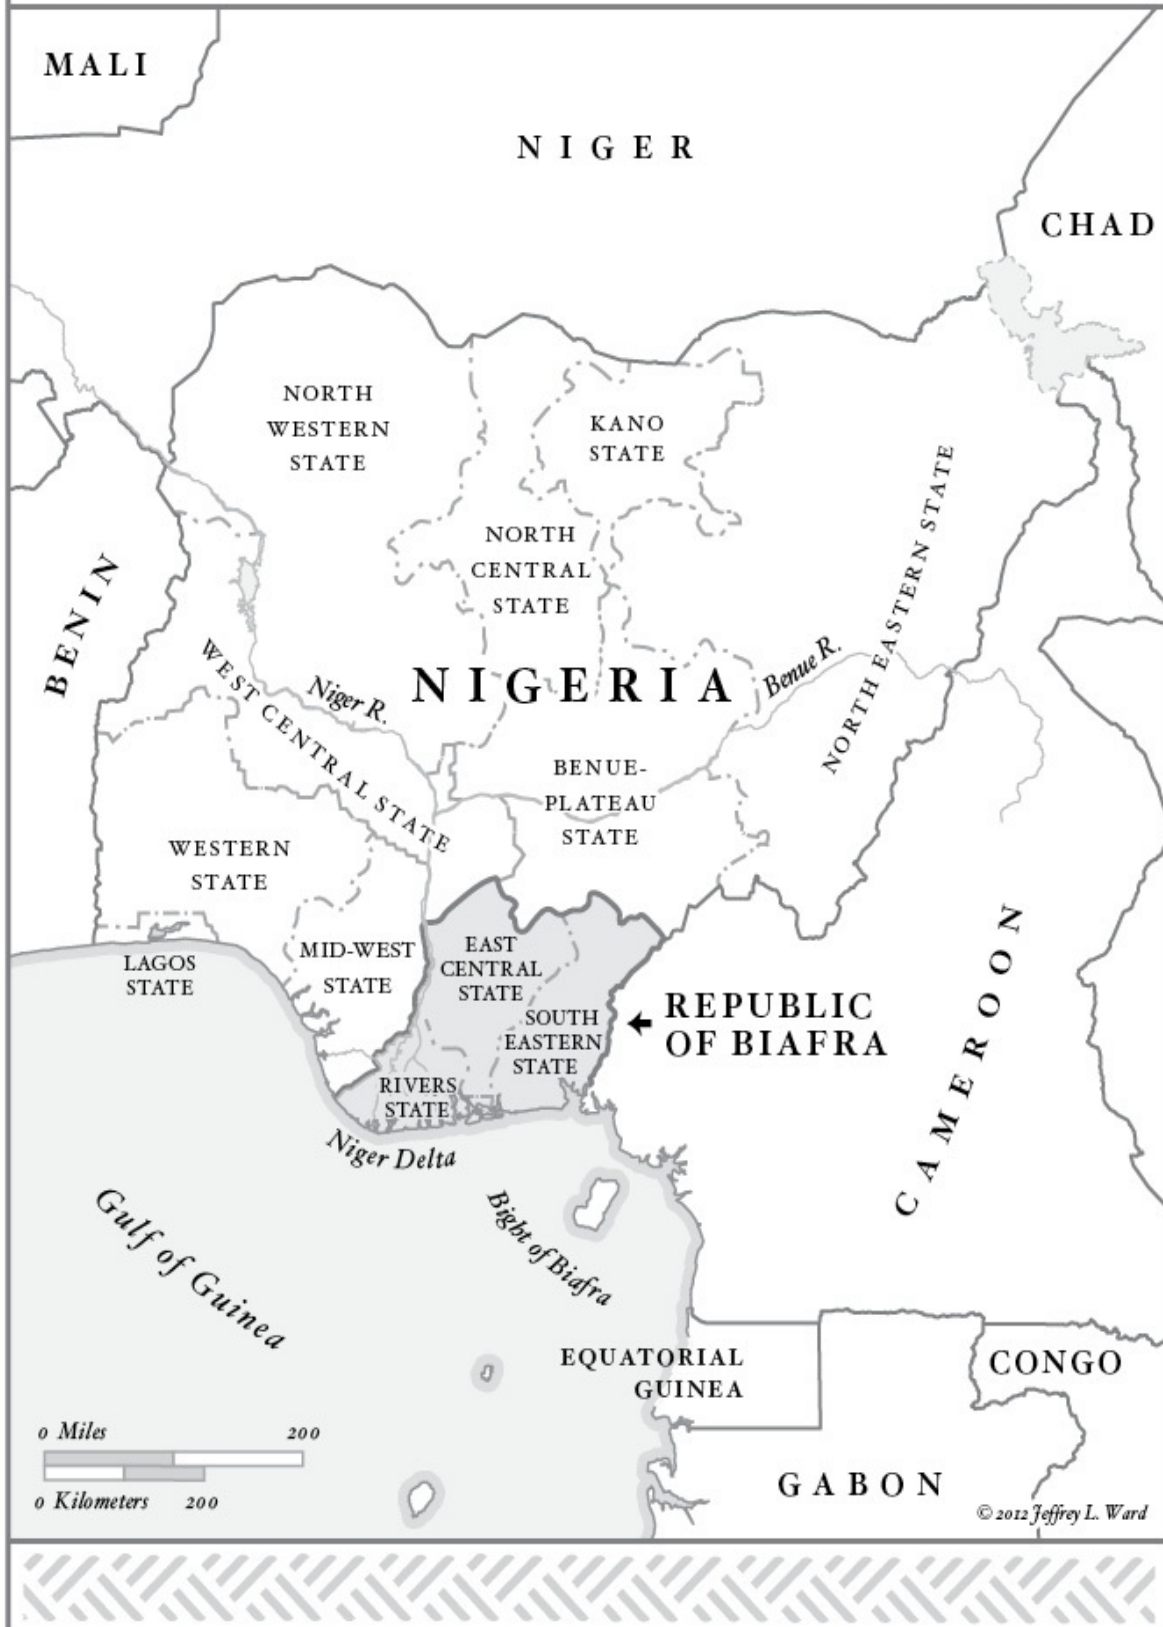 MALI
NIGER
CHAD
NORTH
WESTERN
STATE
KANO
STATE
NORTH
CENTRAL
STATE
NORTH EASTERN STATE
BENIN
WEST CENTRAL STATE
Niger R.
NIGERIA
Benue R.
BENUE-
PLATEAU
STATE
WESTERN
STATE
LAGOS
STATE
MID-WEST
STATE
EAST
CENTRAL
STATE
SOUTH
EASTERN
STATE
RIVERS
STATE
REPUBLIC
OF BIAFRA
CAMEROON
Niger Delta
Gulf of Guinea
Bight of Biafra
EQUATORIAL
GUINEA
CONGO
GABON
0 Miles 200
0 Kilometers 200
© 2012 Jeffrey L. Ward